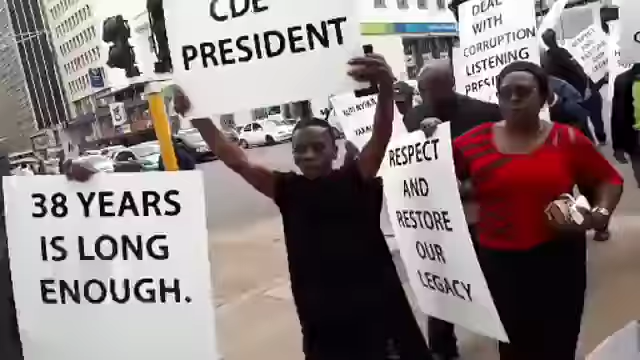 CDE
PRESIDENT
DEAL
WITH
CORRUPTION
LISTENING
38 YEARS
IS LONG
ENOUGH.
RESPECT
AND
RESTORE
OUR
LEGACY